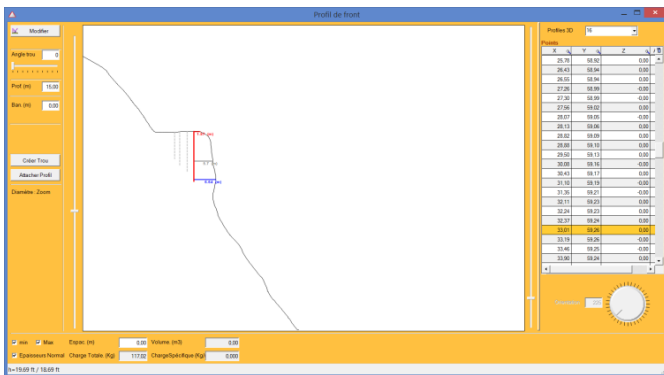 Profil de front
Modifier
Angle trou 0
Prof.(m) 15.00
Ban. (m) 0,00
Créer Trou
Attacher Profil
Diamètre : Zoom
Profiles 3D 16
Points
X Y Z
25,78 58,92 0,00
26,43 58,94 0,00
26,55 58,94 0,00
27,26 58,99 -0,00
27,30 58,99 -0,00
27,56 59,02 0,00
28,07 59,05 -0,00
28,13 59,06 0,00
28,82 59,09 0,00
28,88 59,10 0,00
29,50 59,13 0,00
30,08 59,16 -0,00
30,43 59,17 0,00
31,10 59,19 -0,00
31,35 59,21 -0,00
32,11 59,23 0,00
32,24 59,23 0,00
32,37 59,24 0,00
33,01 59,26 0,00
33,19 59,26 -0,00
33,46 59,25 -0,00
33,90 59,24 0,00
min Max Espac. (m) 0,00 Volume. (m3) 0,00
Epaisseurs Normal Charge Totale. (Kg) 117,02 ChargeSpécifique.(Kg) 0,000
h=19.69 ft / 18.69 ft